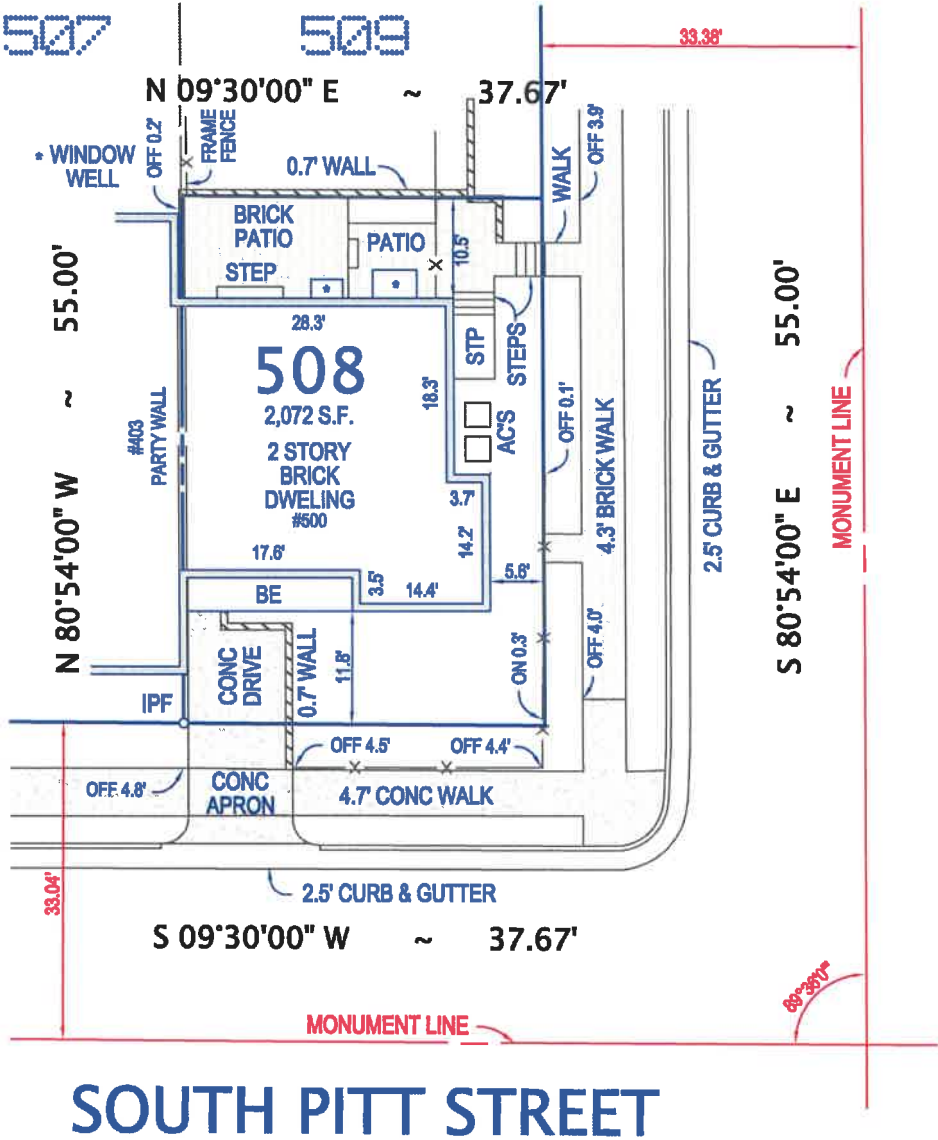 507
509
33.38'
N 09°30'00" E ~ 37.67'
* WINDOW
WELL
OFF 0.2'
FRAME
FENCE
0.7' WALL
WALK
OFF 3.9'
BRICK
PATIO
PATIO
STEP
*
*
10.5'
28.3'
508
2,072 S.F.
2 STORY
BRICK
DWELING
#500
18.3'
STP
STEPS
AC'S
OFF 0.1'
N 80°54'00" W ~ 55.00'
#403
PARTY WALL
4.3' BRICK WALK
2.5' CURB & GUTTER
S 80°54'00" E ~ 55.00'
MONUMENT LINE
3.7'
14.2'
17.6'
3.5'
14.4'
5.6'
BE
CONC
DRIVE
0.7' WALL
11.8'
ON 0.3'
OFF 4.0'
IPF
OFF 4.5'
OFF 4.4'
OFF 4.8'
CONC
APRON
4.7' CONC WALK
33.04'
2.5' CURB & GUTTER
S 09°30'00" W ~ 37.67'
89°36'0"
MONUMENT LINE
SOUTH PITT STREET